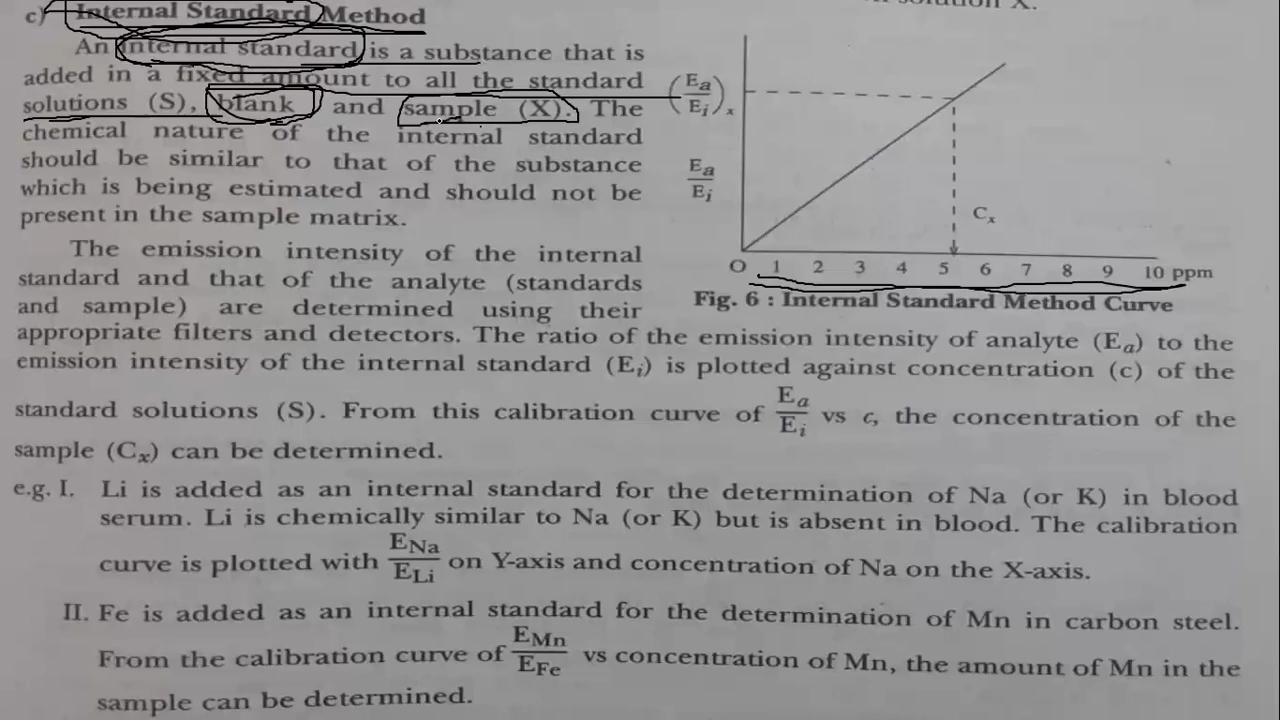 solution X.
c) Internal Standard Method
An internal standard is a substance that is
added in a fixed amount to all the standard
solutions (S), blank and sample (X). The
chemical nature of the internal standard
should be similar to that of the substance
which is being estimated and should not be
present in the sample matrix.
The emission intensity of the internal
standard and that of the analyte (standards
and sample) are determined using their
(Ea/Ei)x
Ea/Ei
Cx
O 1 2 3 4 5 6 7 8 9 10 ppm
Fig. 6 : Internal Standard Method Curve
appropriate filters and detectors. The ratio of the emission intensity of analyte (Ea) to the
emission intensity of the internal standard (Ei) is plotted against concentration (c) of the
standard solutions (S). From this calibration curve of Ea/Ei vs c, the concentration of the
sample (Cx) can be determined.
e.g. I. Li is added as an internal standard for the determination of Na (or K) in blood
serum. Li is chemically similar to Na (or K) but is absent in blood. The calibration
curve is plotted with ENa/ELi on Y-axis and concentration of Na on the X-axis.
II. Fe is added as an internal standard for the determination of Mn in carbon steel.
From the calibration curve of EMn/EFe vs concentration of Mn, the amount of Mn in the
sample can be determined.